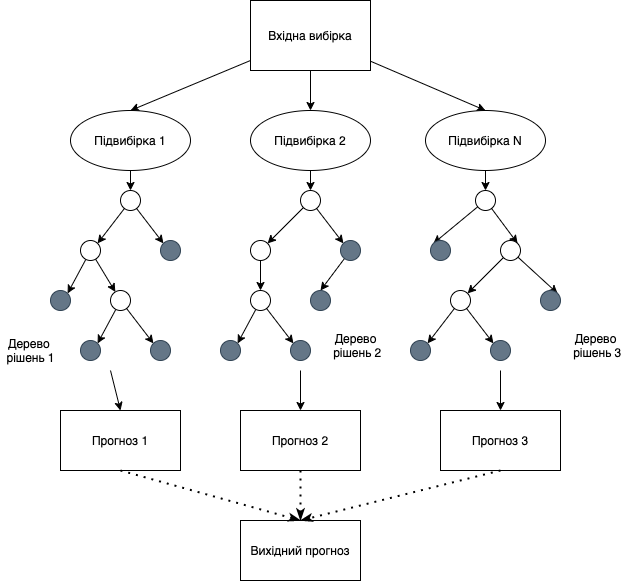 Вхідна вибірка
Підвибірка 1
Підвибірка 2
Підвибірка N
Дерево
рішень 1
Дерево
рішень 2
Дерево
рішень 3
Прогноз 1
Прогноз 2
Прогноз 3
Вихідний прогноз